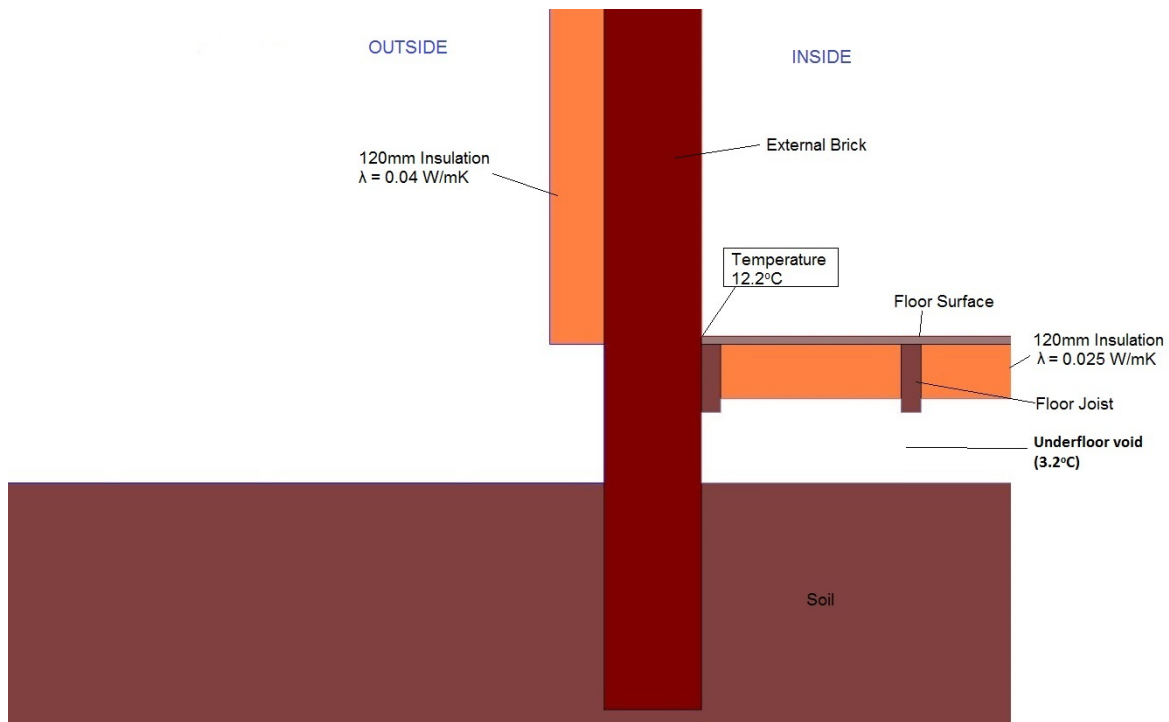 OUTSIDE
INSIDE
External Brick
120mm Insulation
λ = 0.04 W/mK
Temperature
12.2°C
Floor Surface
120mm Insulation
λ = 0.025 W/mK
Floor Joist
Underfloor void
(3.2°C)
Soil